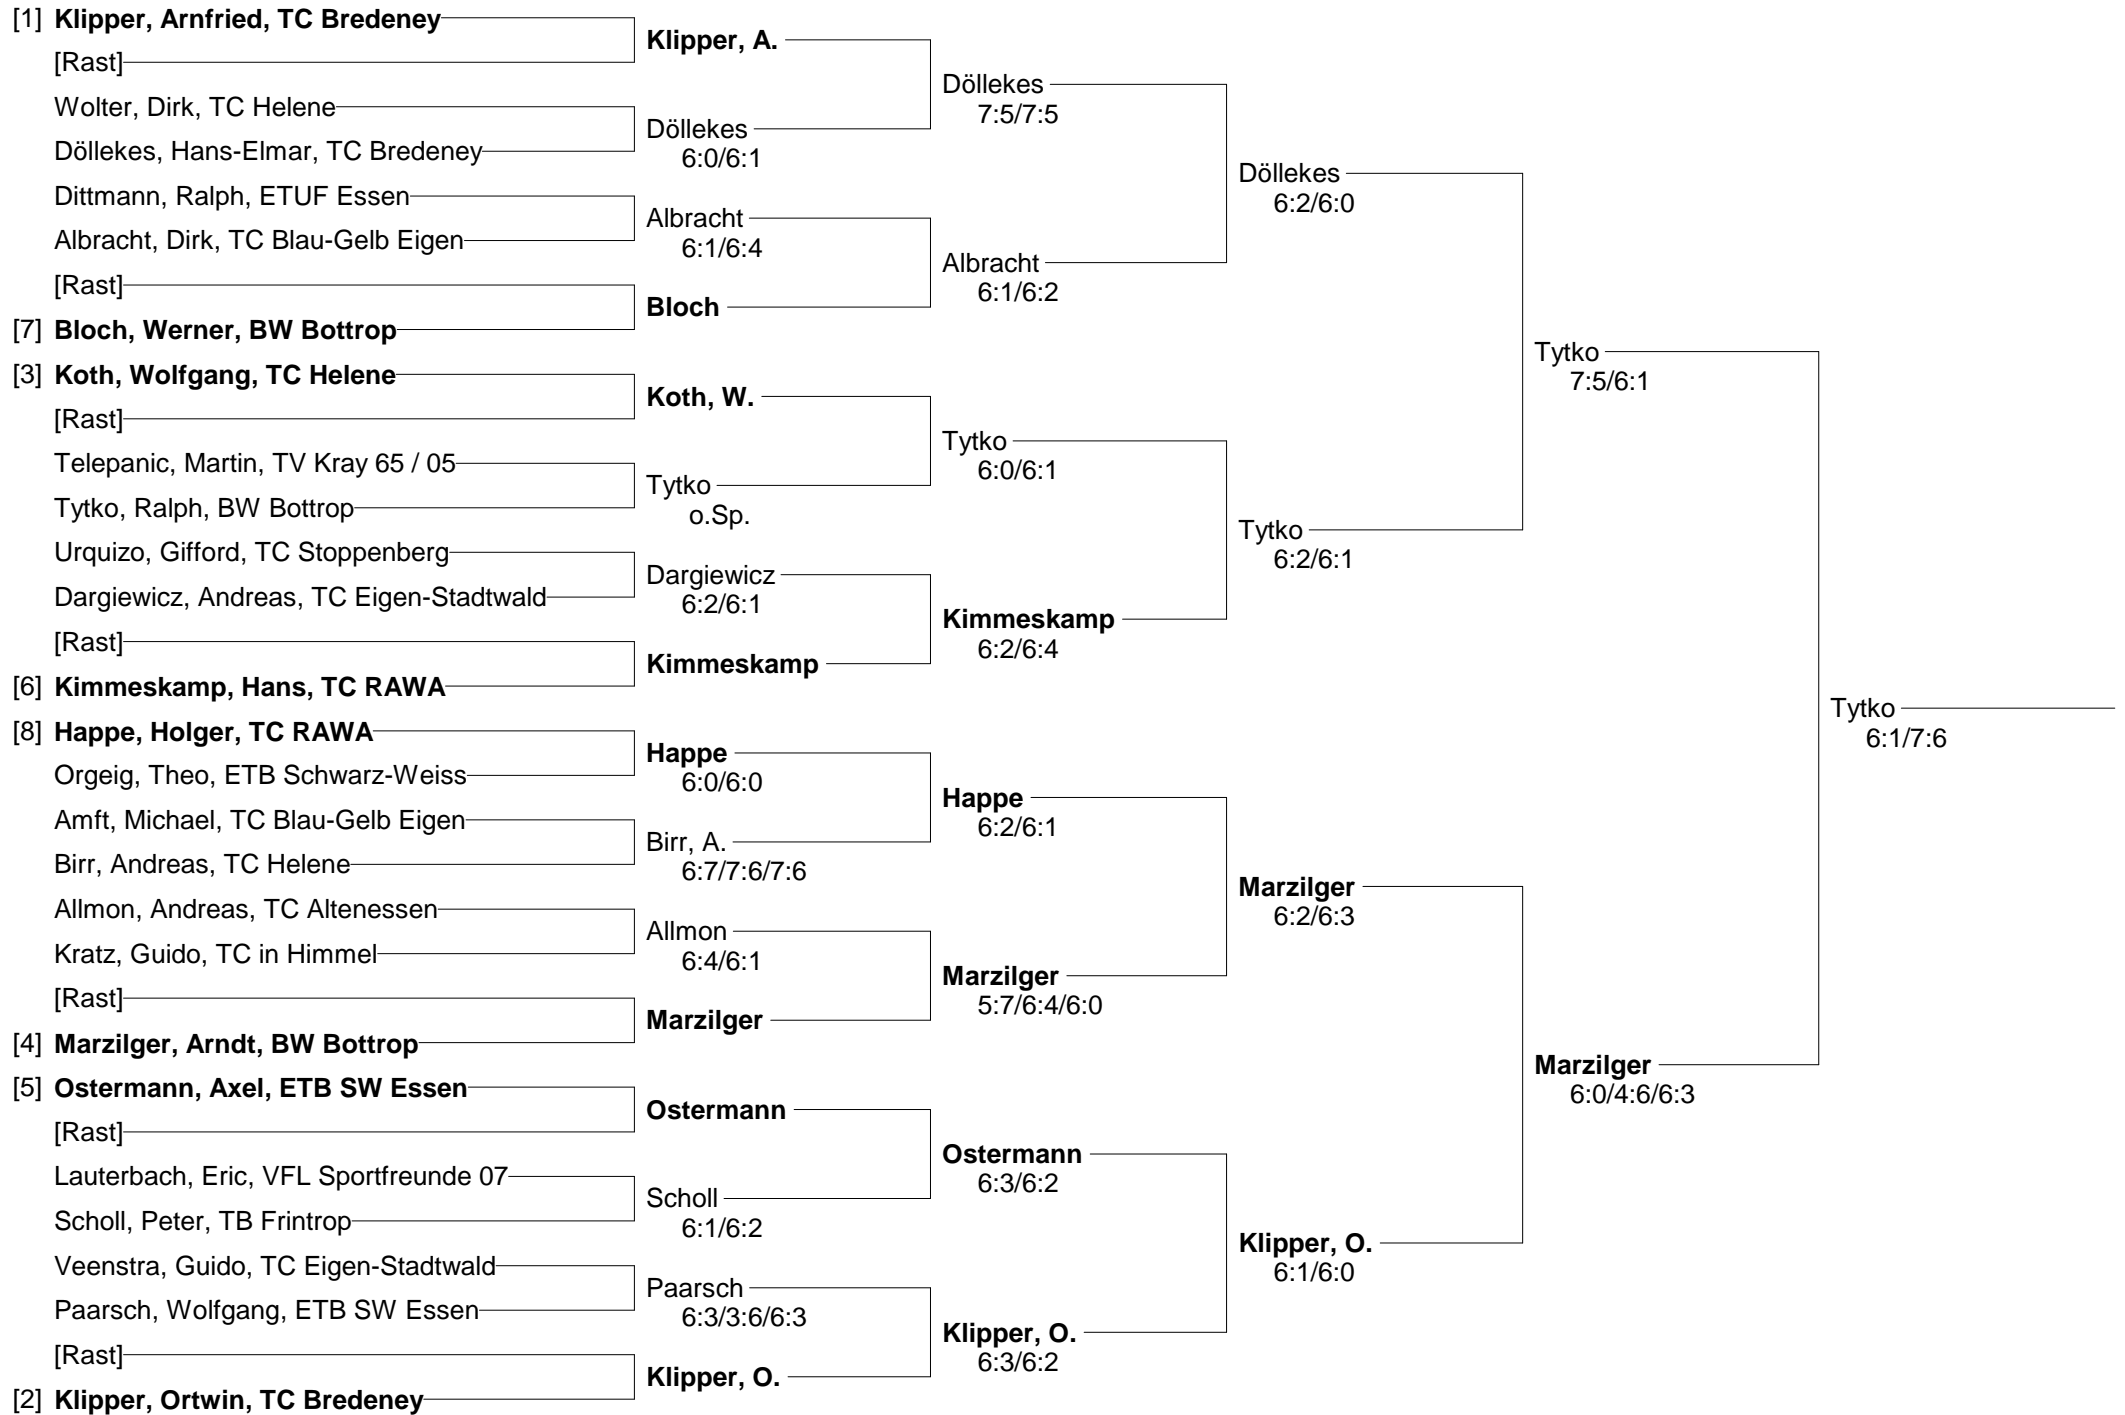 [1] Klipper, Arnfried, TC Bredeney
[Rast]
Wolter, Dirk, TC Helene
Döllekes, Hans-Elmar, TC Bredeney
Dittmann, Ralph, ETUF Essen
Albracht, Dirk, TC Blau-Gelb Eigen
[Rast]
[7] Bloch, Werner, BW Bottrop
[3] Koth, Wolfgang, TC Helene
[Rast]
Telepanic, Martin, TV Kray 65 / 05
Tytko, Ralph, BW Bottrop
Urquizo, Gifford, TC Stoppenberg
Dargiewicz, Andreas, TC Eigen-Stadtwald
[Rast]
[6] Kimmeskamp, Hans, TC RAWA
[8] Happe, Holger, TC RAWA
Orgeig, Theo, ETB Schwarz-Weiss
Amft, Michael, TC Blau-Gelb Eigen
Birr, Andreas, TC Helene
Allmon, Andreas, TC Altenessen
Kratz, Guido, TC in Himmel
[Rast]
[4] Marzilger, Arndt, BW Bottrop
[5] Ostermann, Axel, ETB SW Essen
[Rast]
Lauterbach, Eric, VFL Sportfreunde 07
Scholl, Peter, TB Frintrop
Veenstra, Guido, TC Eigen-Stadtwald
Paarsch, Wolfgang, ETB SW Essen
[Rast]
[2] Klipper, Ortwin, TC Bredeney
Klipper, A.
Döllekes
6:0/6:1
Albracht
6:1/6:4
Bloch
Koth, W.
Tytko
o.Sp.
Dargiewicz
6:2/6:1
Kimmeskamp
Happe
6:0/6:0
Birr, A.
6:7/7:6/7:6
Allmon
6:4/6:1
Marzilger
Ostermann
Scholl
6:1/6:2
Paarsch
6:3/3:6/6:3
Klipper, O.
Döllekes
7:5/7:5
Albracht
6:1/6:2
Tytko
6:0/6:1
Kimmeskamp
6:2/6:4
Happe
6:2/6:1
Marzilger
5:7/6:4/6:0
Ostermann
6:3/6:2
Klipper, O.
6:3/6:2
Döllekes
6:2/6:0
Tytko
6:2/6:1
Marzilger
6:2/6:3
Klipper, O.
6:1/6:0
Tytko
7:5/6:1
Marzilger
6:0/4:6/6:3
Tytko
6:1/7:6